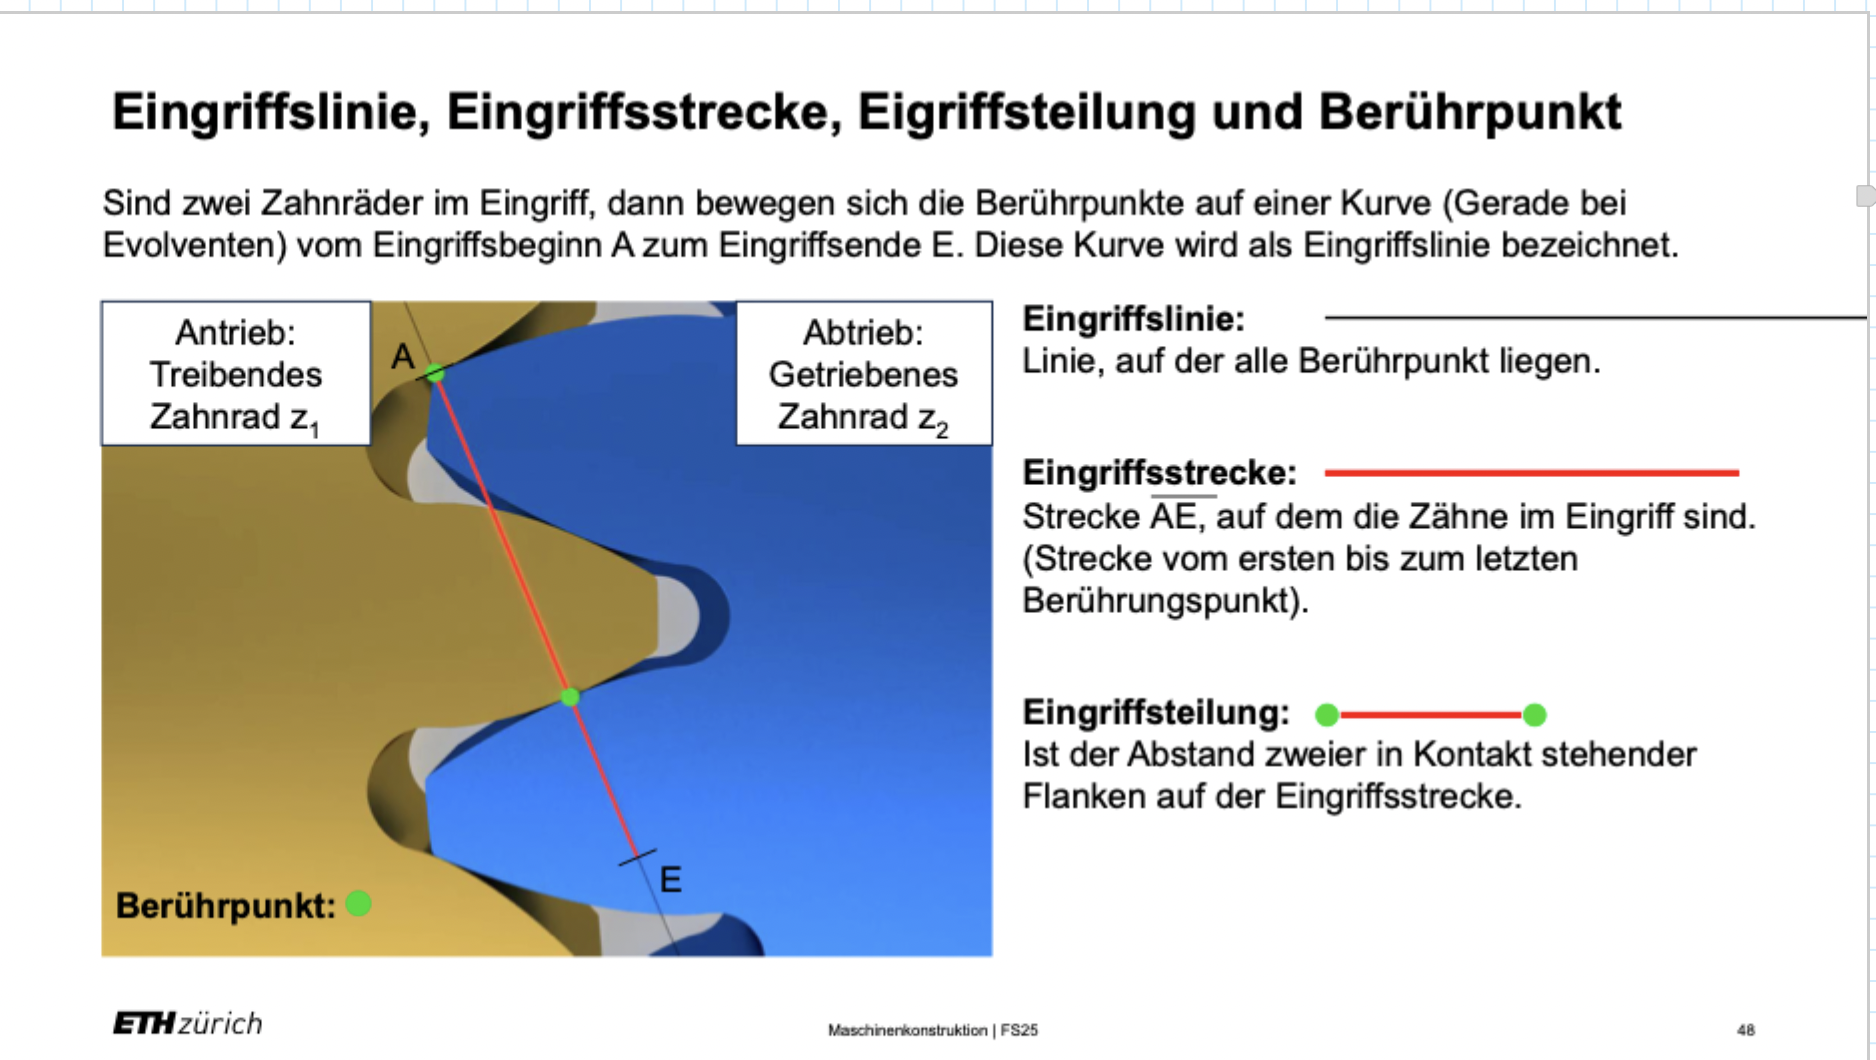 Eingriffslinie, Eingriffsstrecke, Eigriffsteilung und Berührpunkt
Sind zwei Zahnräder im Eingriff, dann bewegen sich die Berührpunkte auf einer Kurve (Gerade bei
Evolventen) vom Eingriffsbeginn A zum Eingriffsende E. Diese Kurve wird als Eingriffslinie bezeichnet.
Antrieb:
Treibendes
Zahnrad z₁
A
Abtrieb:
Getriebenes
Zahnrad z₂
E
Berührpunkt:
Eingriffslinie:
Linie, auf der alle Berührpunkt liegen.
Eingriffsstrecke:
Strecke A̅E̅, auf dem die Zähne im Eingriff sind.
(Strecke vom ersten bis zum letzten
Berührungspunkt).
Eingriffsteilung:
Ist der Abstand zweier in Kontakt stehender
Flanken auf der Eingriffsstrecke.
ETH zürich
Maschinenkonstruktion | FS25
48